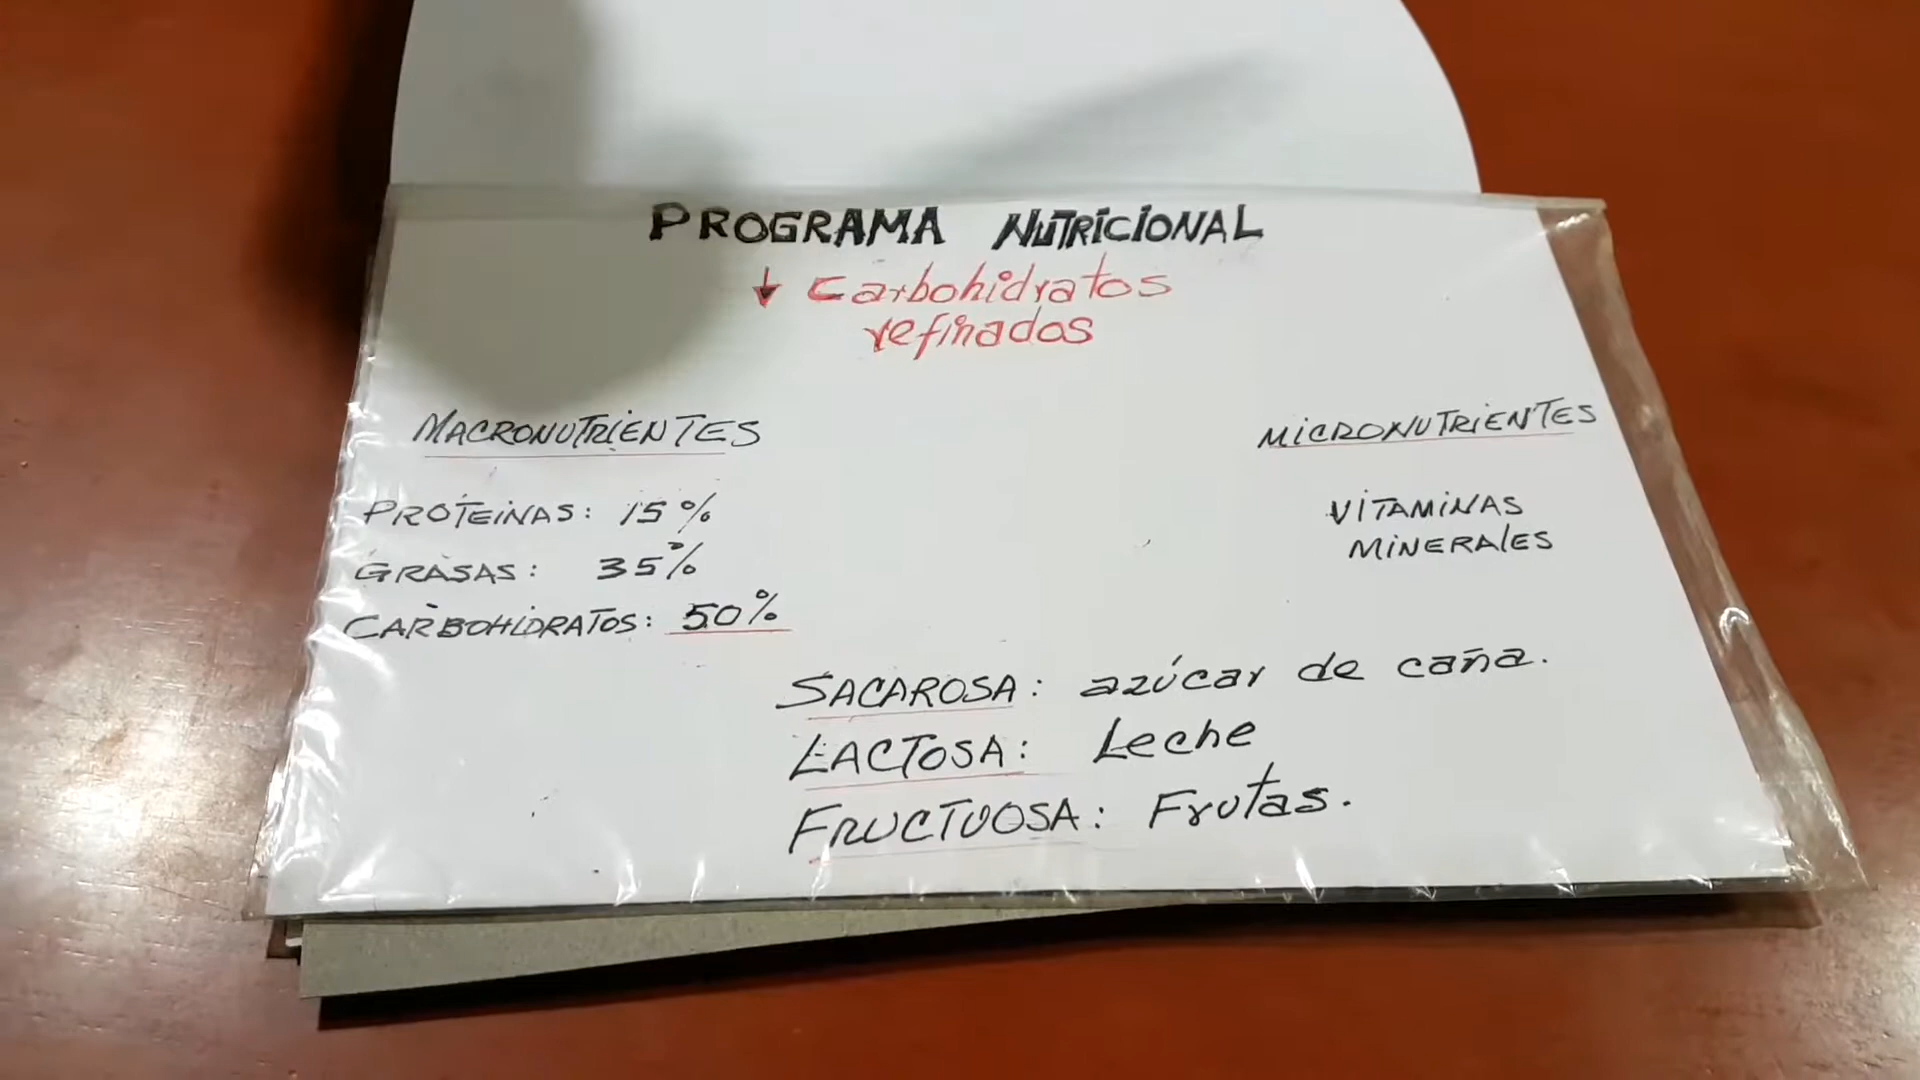 PROGRAMA NUTRICIONAL
↓ Carbohidratos
refinados
MACRONUTRIENTES
PROTEINAS: 15%
GRASAS: 35%
CARBOHIDRATOS: 50%
MICRONUTRIENTES
VITAMINAS
MINERALES
SACAROSA: azúcar de caña.
LACTOSA: Leche
FRUCTUOSA: Frutas.